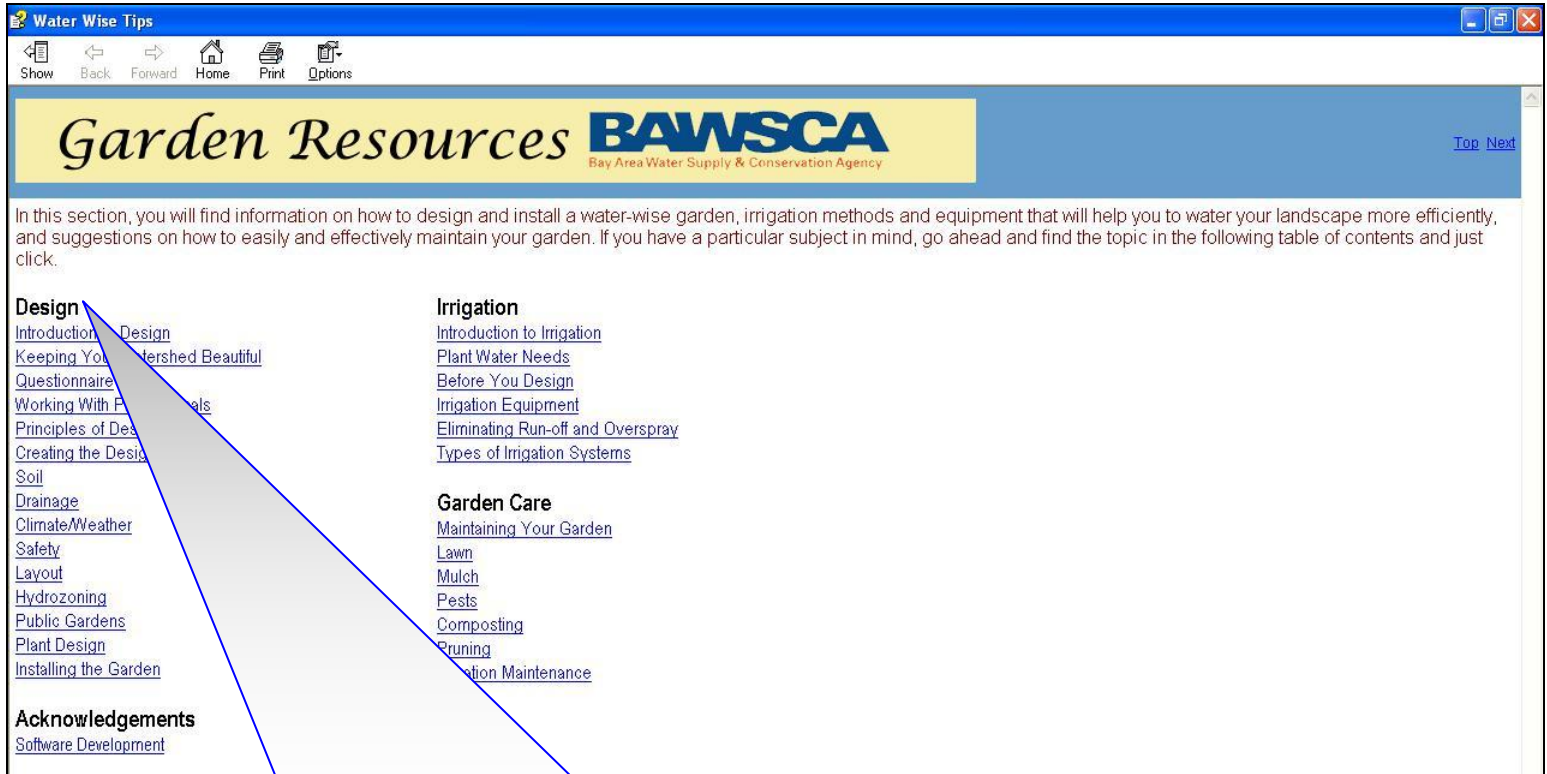 Water Wise Tips
Show Back Forward Home Print Options
Garden Resources BAWSCA
Bay Area Water Supply & Conservation Agency
Top Next
In this section, you will find information on how to design and install a water-wise garden, irrigation methods and equipment that will help you to water your landscape more efficiently,
and suggestions on how to easily and effectively maintain your garden. If you have a particular subject in mind, go ahead and find the topic in the following table of contents and just
click.
Design
Introduction Design
Keeping Beautiful
Questionnaire
Working With
Principles of
Creating the
Soil
Drainage
Climate/Weather
Safety
Layout
Hydrozoning
Public Gardens
Plant Design
Installing the Garden
Acknowledgements
Software Development
Irrigation
Introduction to Irrigation
Plant Water Needs
Before You Design
Irrigation Equipment
Eliminating Run-off and Overspray
Types of Irrigation Systems
Garden Care
Maintaining Your Garden
Lawn
Mulch
Pests
Composting
Pruning
Maintenance